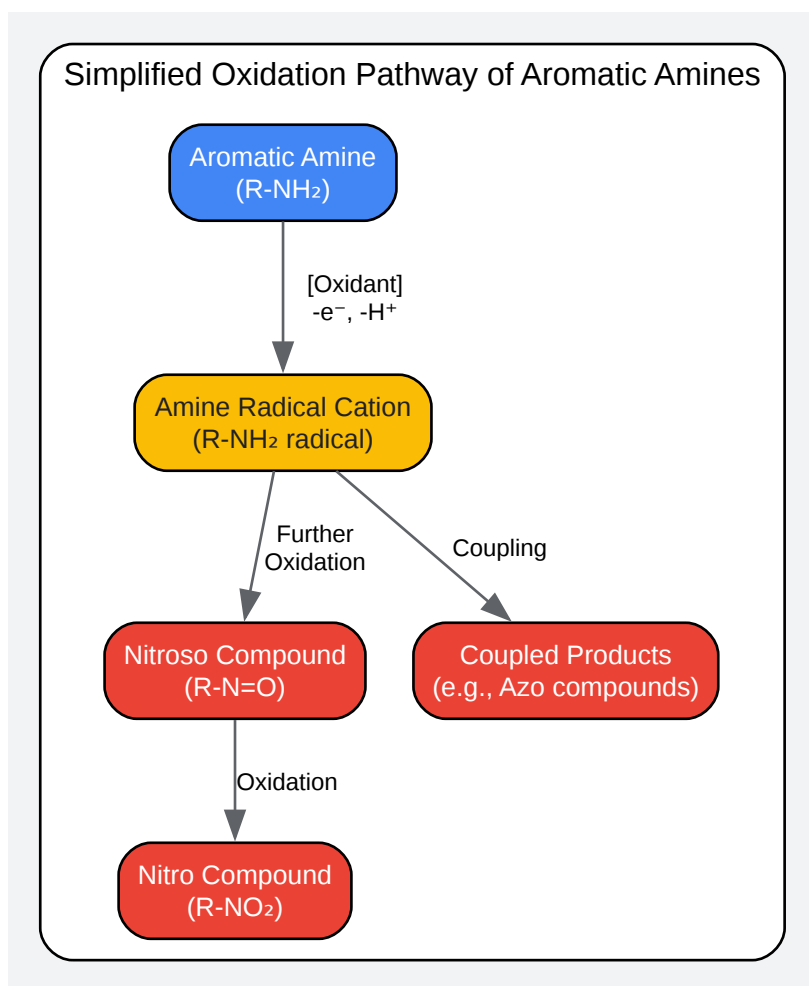 Simplified Oxidation Pathway of Aromatic Amines
Aromatic Amine
(R-NH₂)
[Oxidant]
-e⁻, -H⁺
Amine Radical Cation
(R-NH₂ radical)
Further
Oxidation
Coupling
Nitroso Compound
(R-N=O)
Coupled Products
(e.g., Azo compounds)
Oxidation
Nitro Compound
(R-NO₂)